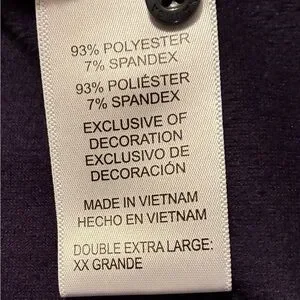 93% POLYESTER
7% SPANDEX
93% POLIÉSTER
7% SPANDEX
EXCLUSIVE OF
DECORATION
EXCLUSIVO DE
DECORACIÓN
MADE IN VIETNAM
HECHO EN VIETNAM
DOUBLE EXTRA LARGE:
XX GRANDE